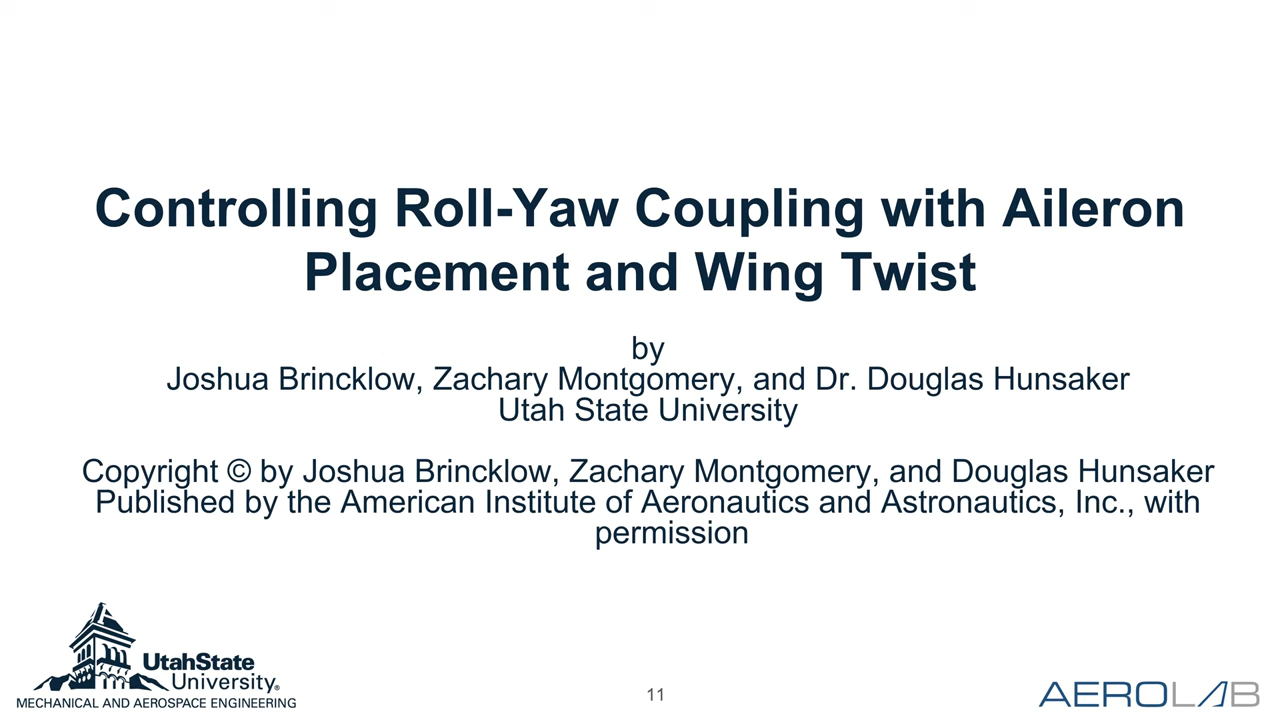 Controlling Roll-Yaw Coupling with Aileron
Placement and Wing Twist
by
Joshua Brincklow, Zachary Montgomery, and Dr. Douglas Hunsaker
Utah State University
Copyright © by Joshua Brincklow, Zachary Montgomery, and Douglas Hunsaker
Published by the American Institute of Aeronautics and Astronautics, Inc., with
permission
UtahState
University®
MECHANICAL AND AEROSPACE ENGINEERING
11
AEROLAB